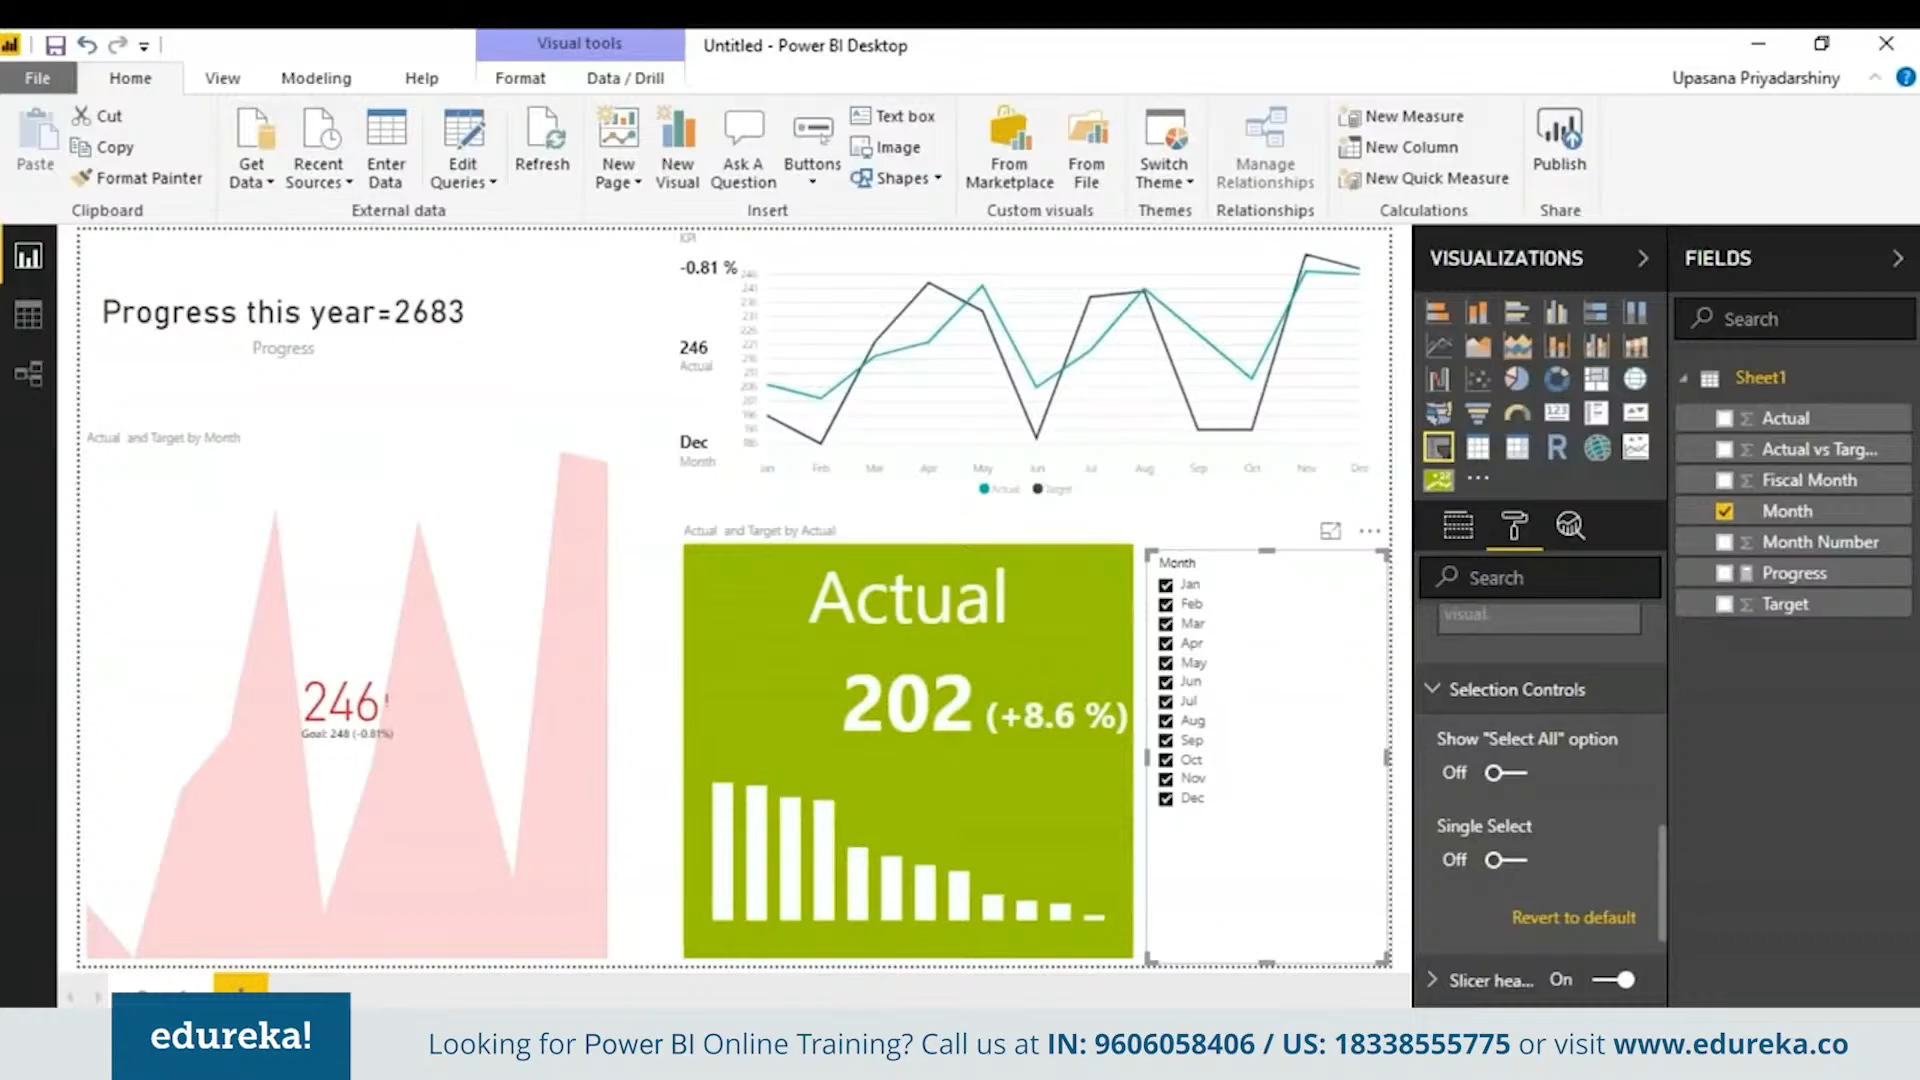 Visual tools
Untitled - Power BI Desktop
File
Home
View
Modeling
Help
Format
Data / Drill
Upasana Priyadarshiny
Paste
Cut
Copy
Format Painter
Clipboard
Get Data
Recent Sources
Enter Data
Edit Queries
Refresh
External data
New Page
New Visual
Ask A Question
Buttons
Text box
Image
Shapes
Insert
From Marketplace
From File
Custom visuals
Switch Theme
Themes
Manage Relationships
Relationships
New Measure
New Column
New Quick Measure
Calculations
Publish
Share
Progress this year=2683
Progress
KPI
-0.81 %
246
Actual
Dec
Month
Jan Feb Mar Apr May Jun Jul Aug Sep Oct Nov Dec
Actual Target
Actual and Target by Month
246!
Goal: 248 (-0.81%)
Actual and Target by Actual
Actual
202 (+8.6 %)
Month
Jan
Feb
Mar
Apr
May
Jun
Jul
Aug
Sep
Oct
Nov
Dec
VISUALIZATIONS
Search
visual.
Selection Controls
Show "Select All" option
Off
Single Select
Off
Revert to default
Slicer hea... On
FIELDS
Search
Sheet1
Actual
Actual vs Targ...
Fiscal Month
Month
Month Number
Progress
Target
edureka!
Looking for Power BI Online Training? Call us at IN: 9606058406 / US: 18338555775 or visit www.edureka.co